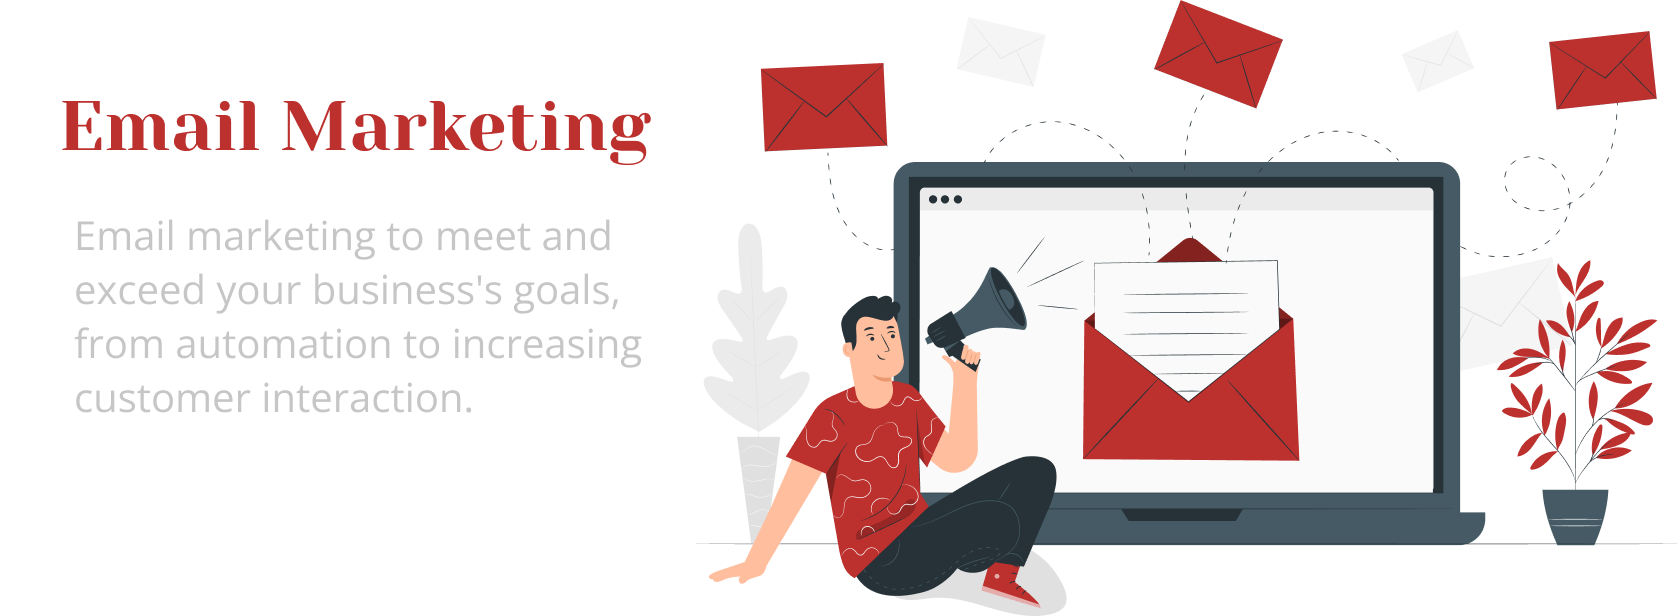 Email Marketing
Email marketing to meet and
exceed your business's goals,
from automation to increasing
customer interaction.